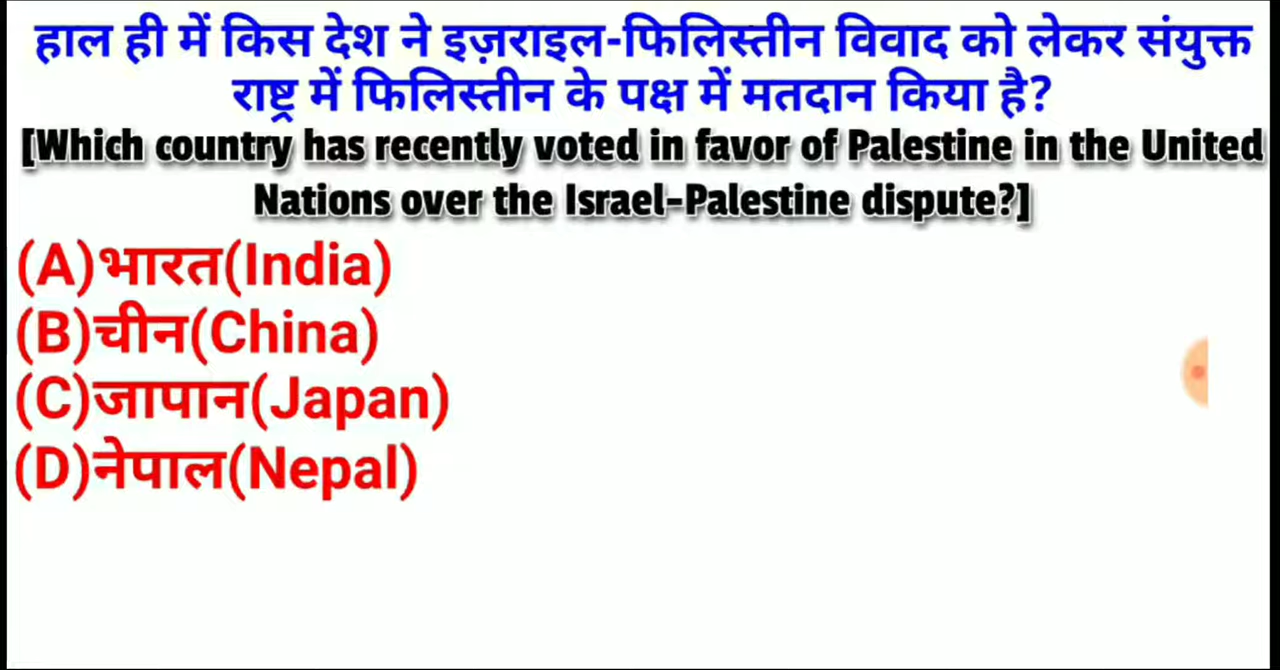 हाल ही में किस देश ने इज़राइल-फिलिस्तीन विवाद को लेकर संयुक्त
राष्ट्र में फिलिस्तीन के पक्ष में मतदान किया है?
[Which country has recently voted in favor of Palestine in the United
Nations over the Israel-Palestine dispute?]
(A)भारत(India)
(B)चीन(China)
(C)जापान(Japan)
(D)नेपाल(Nepal)